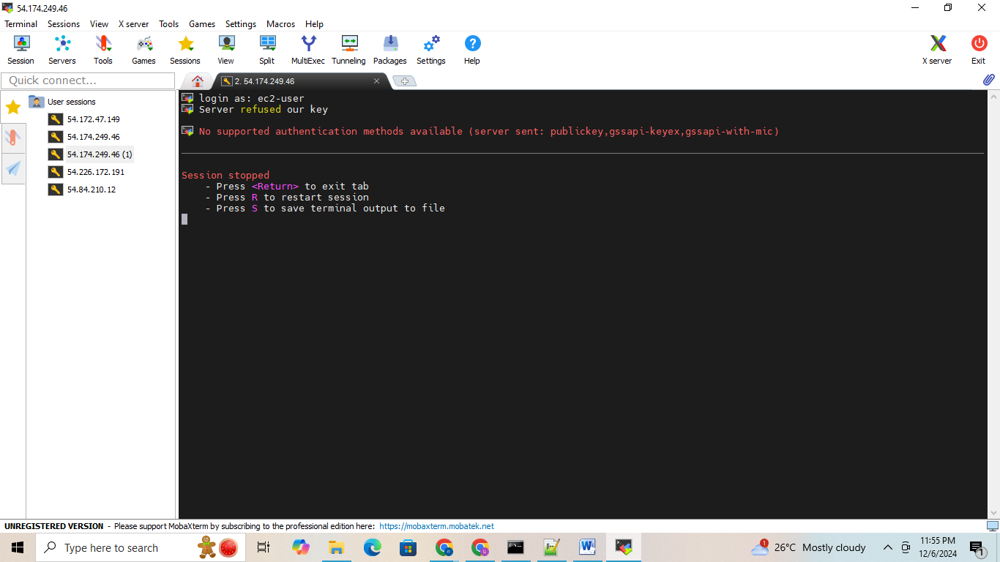 54.174.249.46
Terminal Sessions View X server Tools Games Settings Macros Help
Session Servers Tools Games Sessions View Split MultiExec Tunneling Packages Settings Help X server Exit
Quick connect...
2. 54.174.249.46
User sessions
54.172.47.149
54.174.249.46
54.174.249.46 (1)
54.226.172.191
54.84.210.12
login as: ec2-user
Server refused our key
No supported authentication methods available (server sent: publickey,gssapi-keyex,gssapi-with-mic)
Session stopped
- Press <Return> to exit tab
- Press R to restart session
- Press S to save terminal output to file
UNREGISTERED VERSION - Please support MobaXterm by subscribing to the professional edition here: https://mobaxterm.mobatek.net
Type here to search
1
26°C Mostly cloudy
11:55 PM
12/6/2024
1